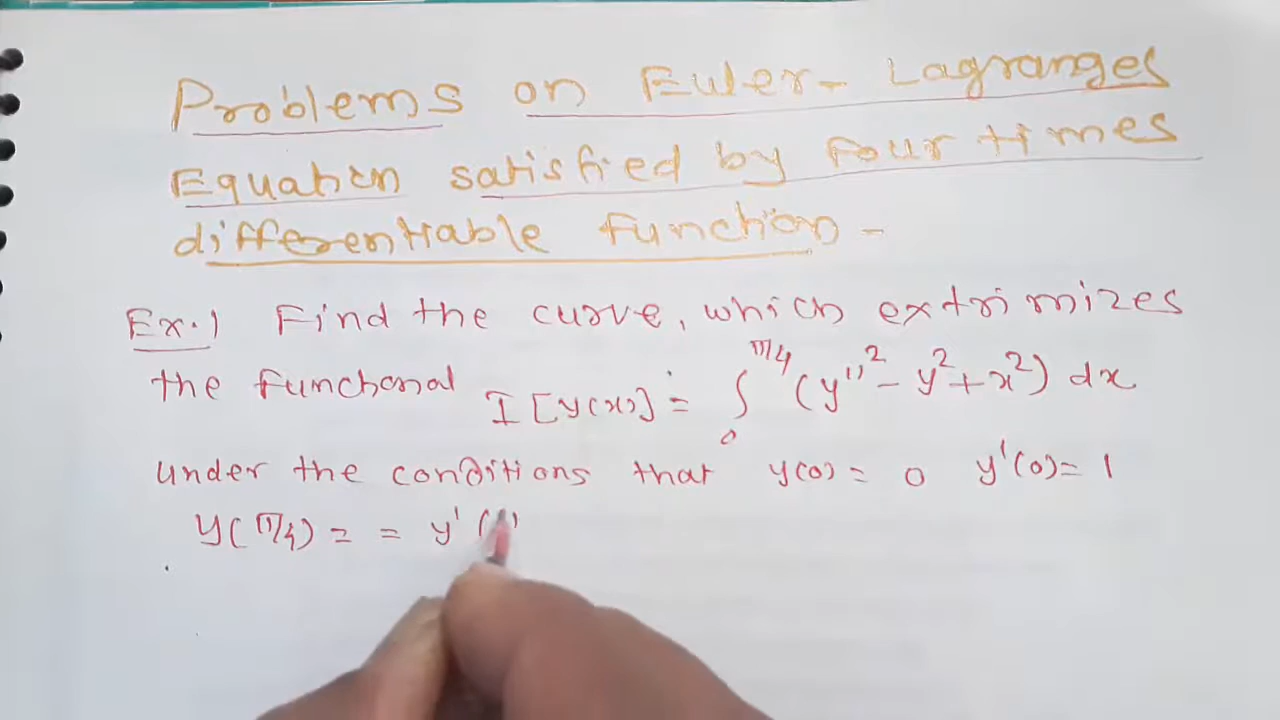 Problems on Euler- Lagranges
Equation satisfied by four times
differentiable function -
Ex.1 Find the curve, which extrimizes
the functional I[y(x)] = ∫₀^{π/4} (y''² - y² + x²) dx
under the conditions that y(0) = 0 y'(0) = 1
y(π/4) = = y' (